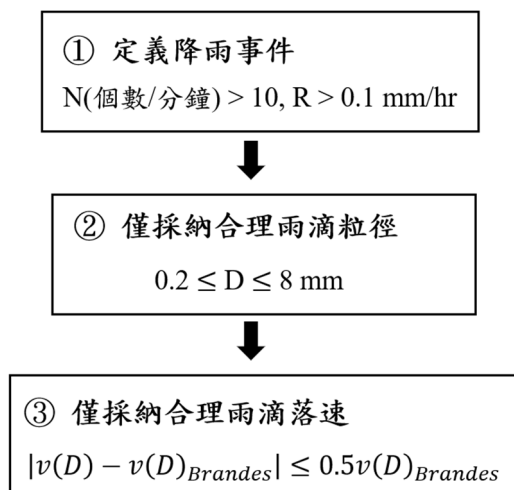 ① 定義降雨事件
N(個數/分鐘) > 10, R > 0.1 mm/hr
② 僅採納合理雨滴粒徑
0.2 ≤ D ≤ 8 mm
③ 僅採納合理雨滴落速
|v(D) − v(D)_{Brandes}| ≤ 0.5v(D)_{Brandes}